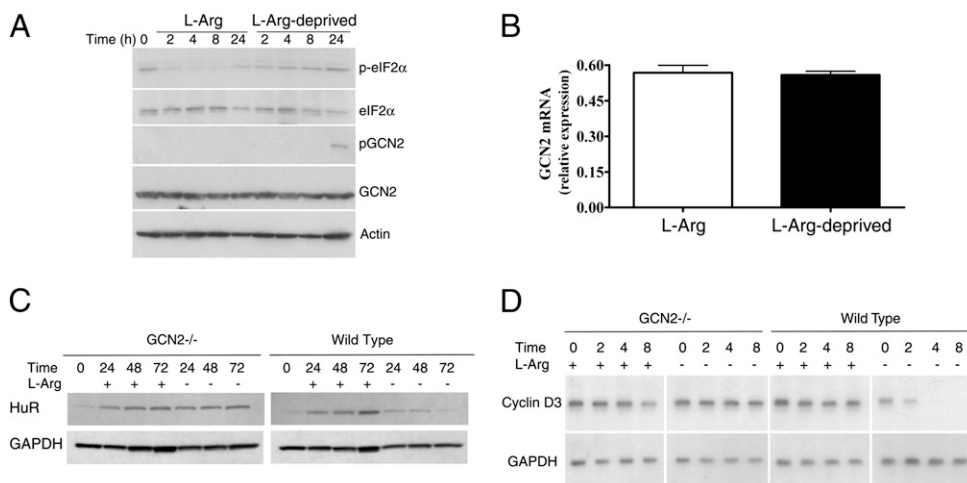 A
L-Arg L-Arg-deprived
Time (h) 0 2 4 8 24 2 4 8 24
p-eIF2α
eIF2α
pGCN2
GCN2
Actin
B
GCN2 mRNA
(relative expression)
0.60
0.45
0.30
0.15
0.00
L-Arg L-Arg-deprived
C
GCN2-/- Wild Type
Time 0 24 48 72 24 48 72 0 24 48 72 24 48 72
L-Arg + + + - - - + + + - - -
HuR
GAPDH
D
GCN2-/- Wild Type
Time 0 2 4 8 0 2 4 8 0 2 4 8 0 2 4 8
L-Arg + + + + - - - - + + + + - - - -
Cyclin D3
GAPDH